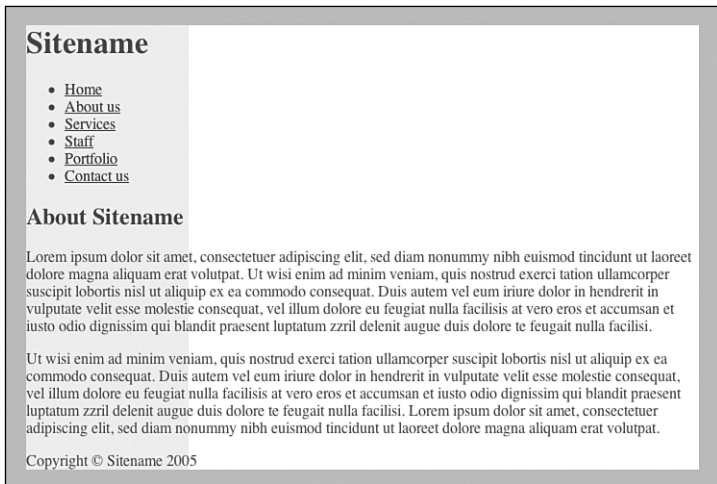 Sitename
Home
About us
Services
Staff
Portfolio
Contact us
About Sitename
Lorem ipsum dolor sit amet, consectetuer adipiscing elit, sed diam nonummy nibh euismod tincidunt ut laoreet
dolore magna aliquam erat volutpat. Ut wisi enim ad minim veniam, quis nostrud exerci tation ullamcorper
suscipit lobortis nisl ut aliquip ex ea commodo consequat. Duis autem vel eum iriure dolor in hendrerit in
vulputate velit esse molestie consequat, vel illum dolore eu feugiat nulla facilisis at vero eros et accumsan et
iusto odio dignissim qui blandit praesent luptatum zzril delenit augue duis dolore te feugait nulla facilisi.
Ut wisi enim ad minim veniam, quis nostrud exerci tation ullamcorper suscipit lobortis nisl ut aliquip ex ea
commodo consequat. Duis autem vel eum iriure dolor in hendrerit in vulputate velit esse molestie consequat,
vel illum dolore eu feugiat nulla facilisis at vero eros et accumsan et iusto odio dignissim qui blandit praesent
luptatum zzril delenit augue duis dolore te feugait nulla facilisi. Lorem ipsum dolor sit amet, consectetuer
adipiscing elit, sed diam nonummy nibh euismod tincidunt ut laoreet dolore magna aliquam erat volutpat.
Copyright © Sitename 2005